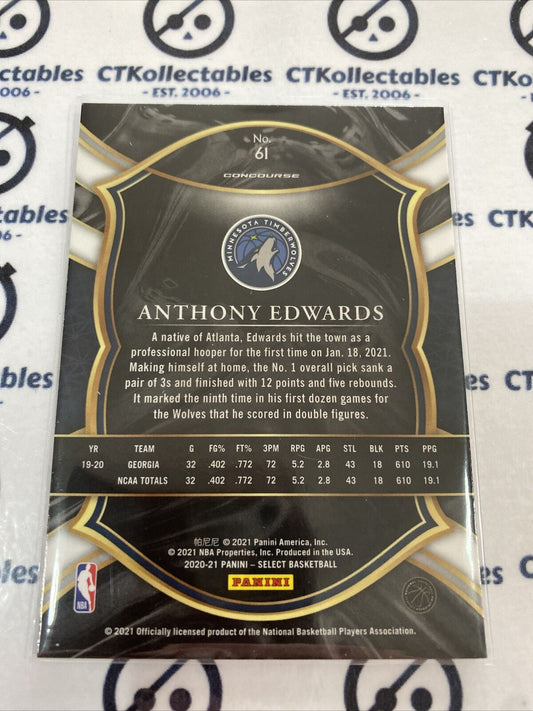 CTKollectables
- EST. 2006 -
CTKollectables
- EST. 2006 -
No.
61
CONCOURSE
MINNESOTA TIMBERWOLVES
ANTHONY EDWARDS
A native of Atlanta, Edwards hit the town as a
professional hooper for the first time on Jan. 18, 2021.
Making himself at home, the No. 1 overall pick sank a
pair of 3s and finished with 12 points and five rebounds.
It marked the ninth time in his first dozen games for
the Wolves that he scored in double figures.
YR TEAM G FG% FT% 3PM RPG APG STL BLK PTS PPG
19-20 GEORGIA 32 .402 .772 72 5.2 2.8 43 18 610 19.1
NCAA TOTALS 32 .402 .772 72 5.2 2.8 43 18 610 19.1
帕尼尼 © 2021 Panini America, Inc.
© 2021 NBA Properties, Inc. Produced in the USA.
2020-21 PANINI – SELECT BASKETBALL
PANINI
NBA
© 2021 Officially licensed product of the National Basketball Players Association.